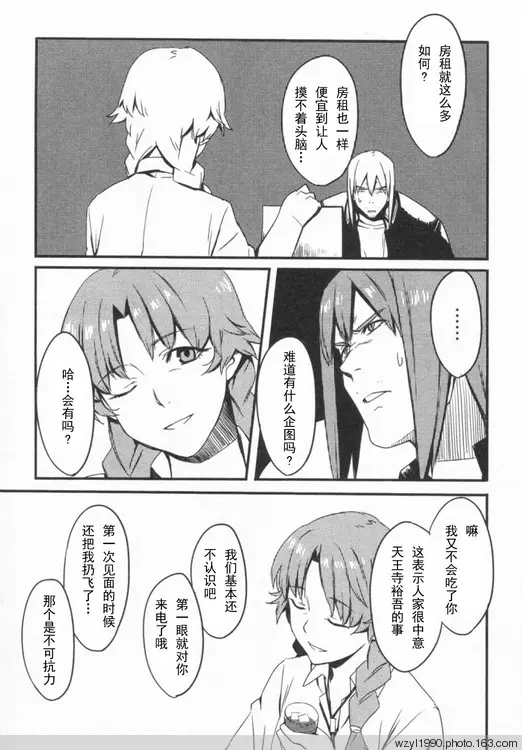 房租就这么多
如何？
房租也一样
便宜到让人
摸不着头脑…
……
难道有什么企图吗？
哈…会有吗？
嘛
我又不会吃了你
这表示人家很中意
天王寺裕吾的事
我们基本还
不认识吧
第一眼就对你
来电了哦
第一次见面的时候
还把我扔飞了…
那个是不可抗力
wzyl1990.photo.163.com